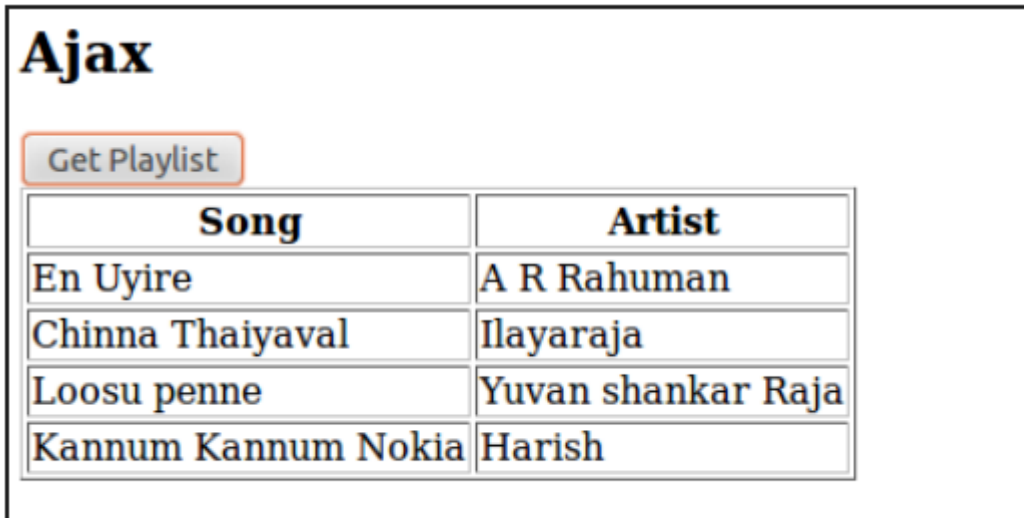 Ajax
Get Playlist
Song Artist
En Uyire A R Rahuman
Chinna Thaiyaval Ilayaraja
Loosu penne Yuvan shankar Raja
Kannum Kannum Nokia Harish